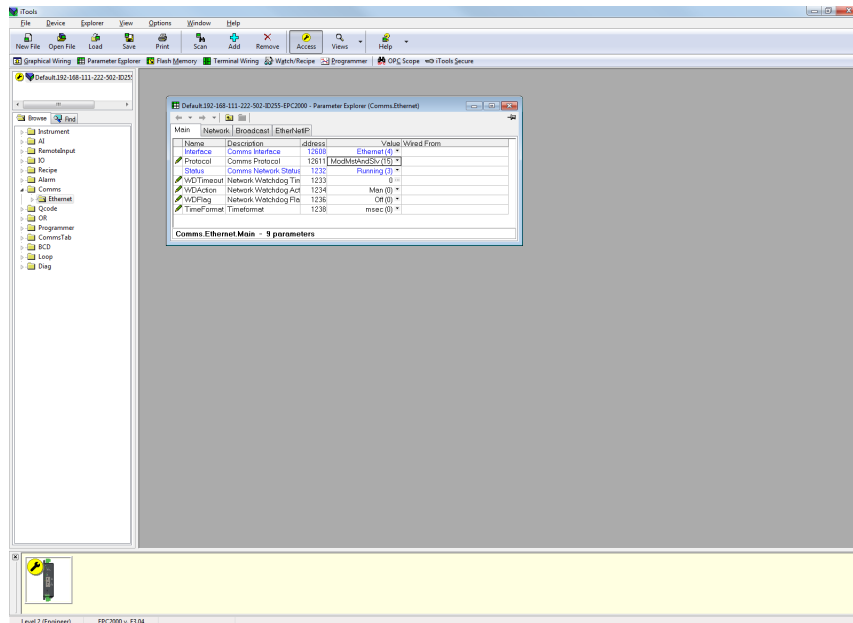 iTools
File Device Explorer View Options Window Help
New File Open File Load Save Print Scan Add Remove Access Views Help
Graphical Wiring Parameter Explorer Flash Memory Terminal Wiring Watch/Recipe Programmer OPC Scope iTools Secure
Default.192-168-111-222-502-ID255
Default.192-168-111-222-502-ID255-EPC2000 - Parameter Explorer (Comms.Ethernet)
Browse Find
Main Network Broadcast EtherNetIP
Instrument
AI
RemoteInput
IO
Recipe
Alarm
Comms
Ethernet
Qcode
OR
Programmer
CommsTab
BCD
Loop
Diag
Name Description ddress Value Wired From
Interface Comms Interface 12608 Ethernet (4)
Protocol Comms Protocol 12611 ModMstAndSlv (15)
Status Comms Network Status 1232 Running (3)
WDTimeout Network Watchdog Tim 1233 0
WDAction Network Watchdog Act 1234 Man (0)
WDFlag Network Watchdog Fla 1236 Off (0)
TimeFormat Timeformat 1238 msec (0)
Comms.Ethernet.Main - 9 parameters
Level 2 (Engineer) EPC2000 v. E3.04